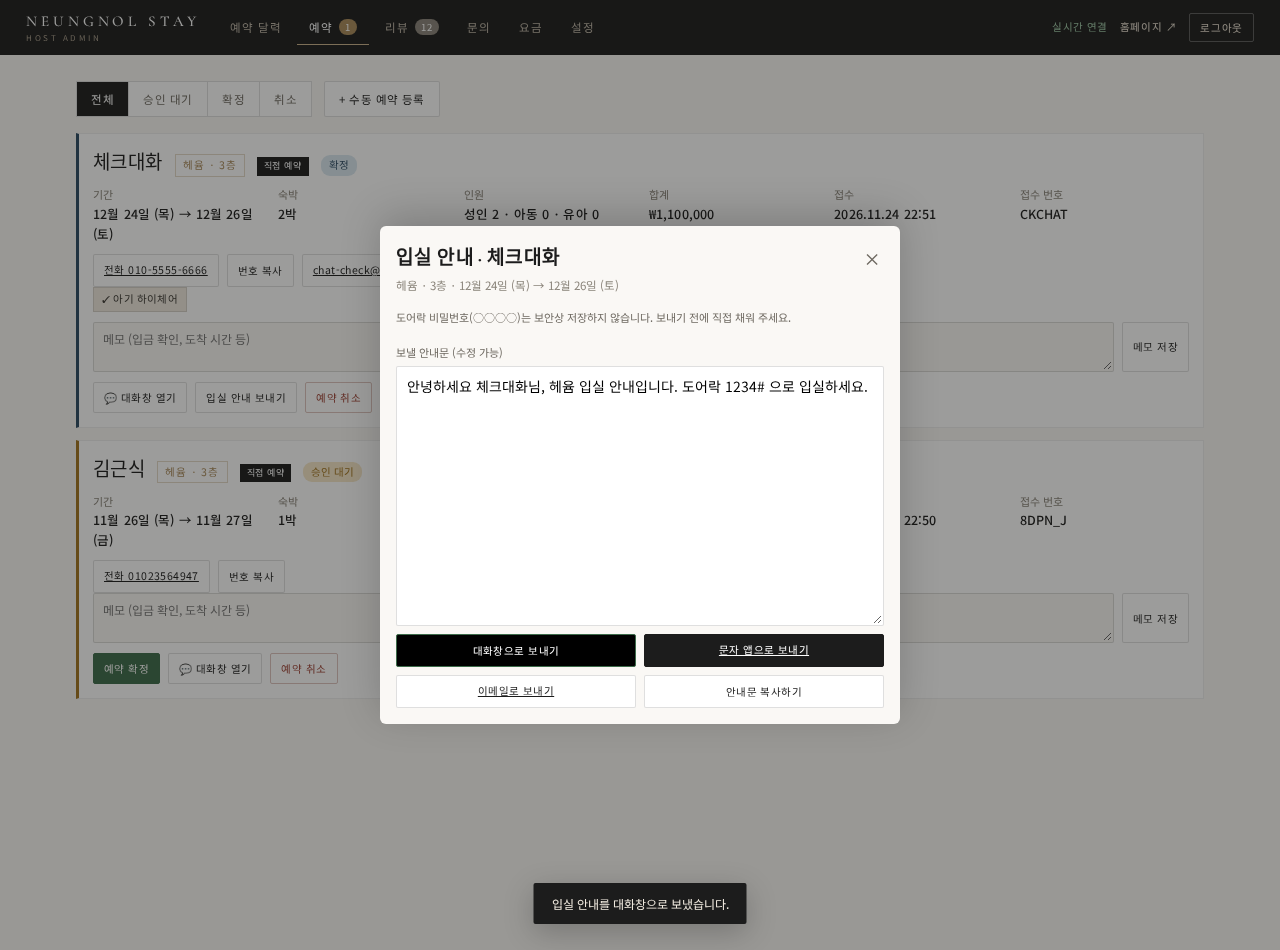 NEUNGNOL STAY
HOST ADMIN
예약 달력
예약 1
리뷰 12
문의
요금
설정
실시간 연결
홈페이지 ↗
로그아웃
전체
승인 대기
확정
취소
+ 수동 예약 등록
체크대화
헤윰 · 3층
직접 예약
확정
기간
숙박
인원
합계
접수
접수 번호
12월 24일 (목) → 12월 26일 (토)
2박
성인 2 · 아동 0 · 유아 0
₩1,100,000
2026.11.24 22:51
CKCHAT
전화 010-5555-6666
번호 복사
chat-check@
✓ 아기 하이체어
메모 (입금 확인, 도착 시간 등)
메모 저장
💬 대화창 열기
입실 안내 보내기
예약 취소
김근식
헤윰 · 3층
직접 예약
승인 대기
기간
숙박
접수 번호
11월 26일 (목) → 11월 27일 (금)
1박
22:50
8DPN_J
전화 01023564947
번호 복사
메모 (입금 확인, 도착 시간 등)
메모 저장
예약 확정
💬 대화창 열기
예약 취소
입실 안내 · 체크대화
헤윰 · 3층 · 12월 24일 (목) → 12월 26일 (토)
도어락 비밀번호(○○○○)는 보안상 저장하지 않습니다. 보내기 전에 직접 채워 주세요.
보낼 안내문 (수정 가능)
안녕하세요 체크대화님, 헤윰 입실 안내입니다. 도어락 1234# 으로 입실하세요.
대화창으로 보내기
문자 앱으로 보내기
이메일로 보내기
안내문 복사하기
입실 안내를 대화창으로 보냈습니다.